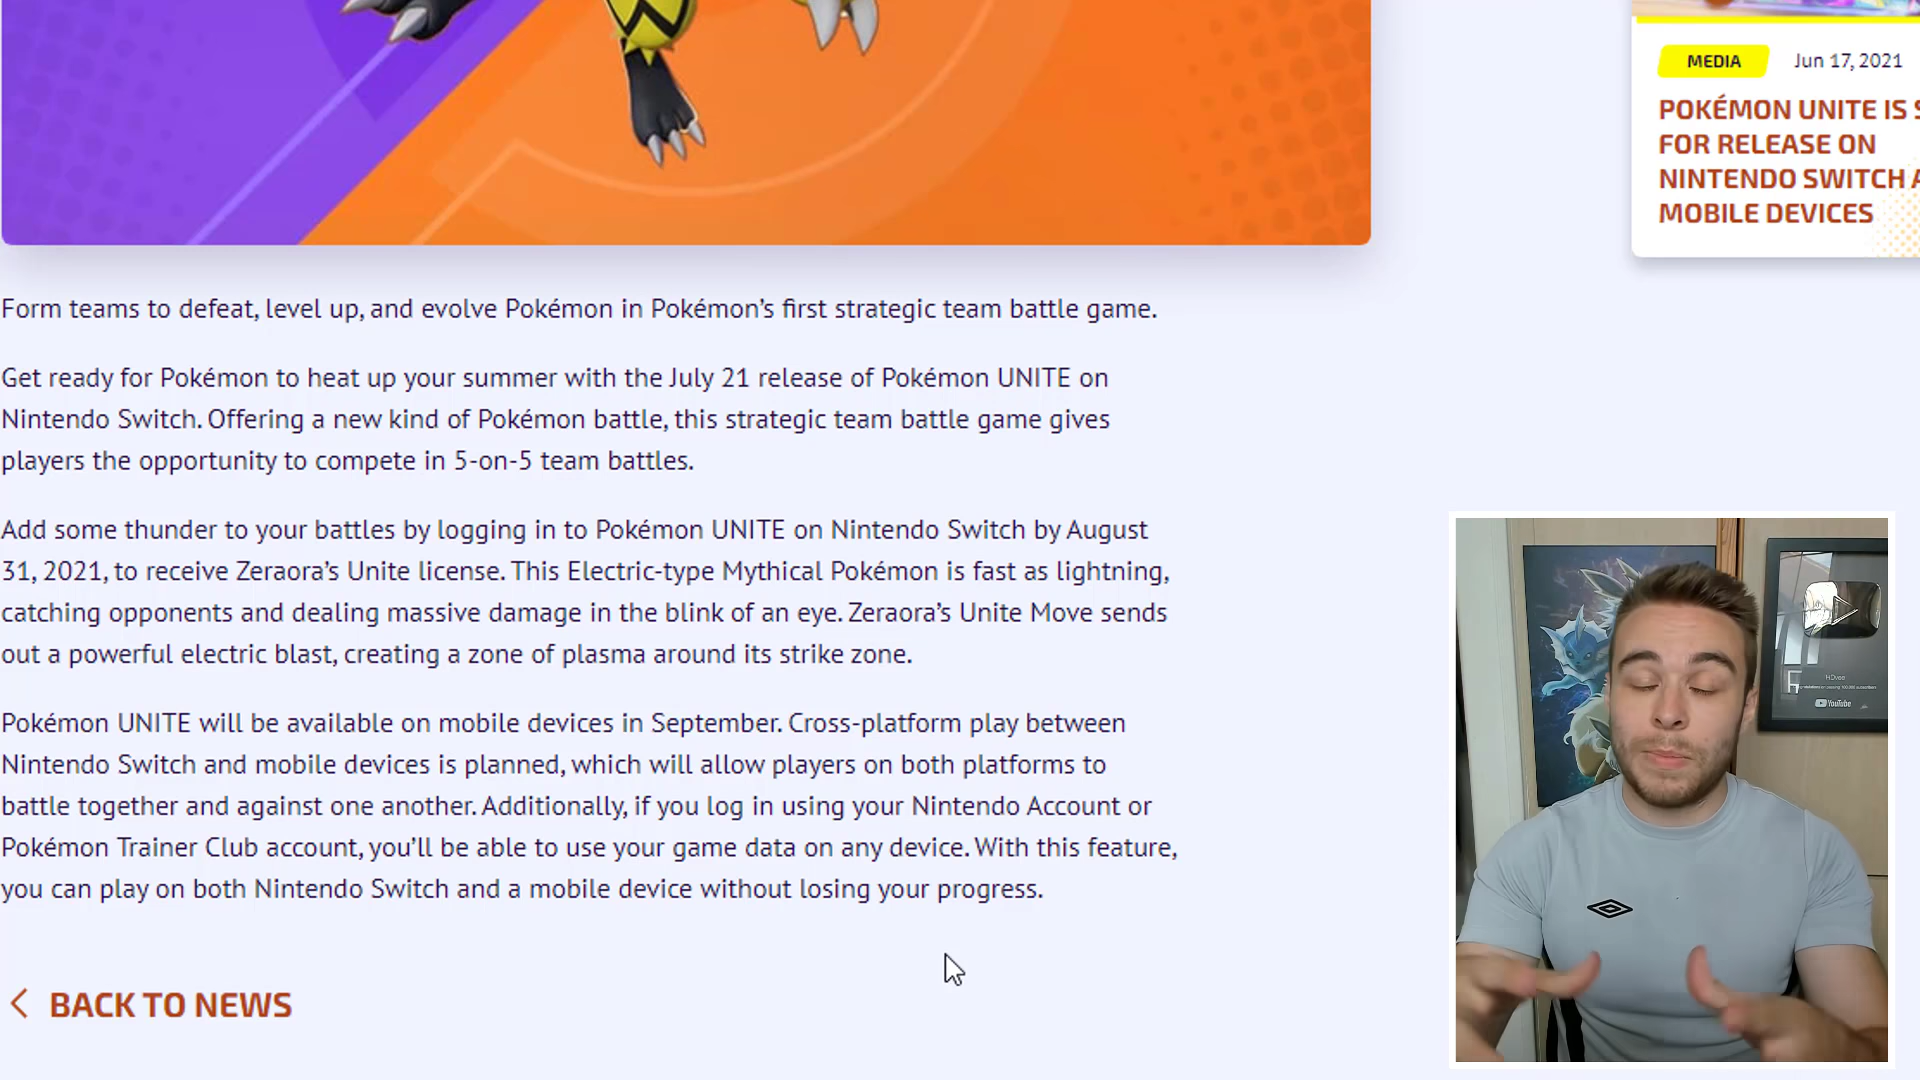 MEDIA Jun 17, 2021
POKÉMON UNITE IS
FOR RELEASE ON
NINTENDO SWITCH
MOBILE DEVICES
Form teams to defeat, level up, and evolve Pokémon in Pokémon’s first strategic team battle game.
Get ready for Pokémon to heat up your summer with the July 21 release of Pokémon UNITE on
Nintendo Switch. Offering a new kind of Pokémon battle, this strategic team battle game gives
players the opportunity to compete in 5-on-5 team battles.
Add some thunder to your battles by logging in to Pokémon UNITE on Nintendo Switch by August
31, 2021, to receive Zeraora’s Unite license. This Electric-type Mythical Pokémon is fast as lightning,
catching opponents and dealing massive damage in the blink of an eye. Zeraora’s Unite Move sends
out a powerful electric blast, creating a zone of plasma around its strike zone.
Pokémon UNITE will be available on mobile devices in September. Cross-platform play between
Nintendo Switch and mobile devices is planned, which will allow players on both platforms to
battle together and against one another. Additionally, if you log in using your Nintendo Account or
Pokémon Trainer Club account, you’ll be able to use your game data on any device. With this feature,
you can play on both Nintendo Switch and a mobile device without losing your progress.
BACK TO NEWS
HDvee
YouTube